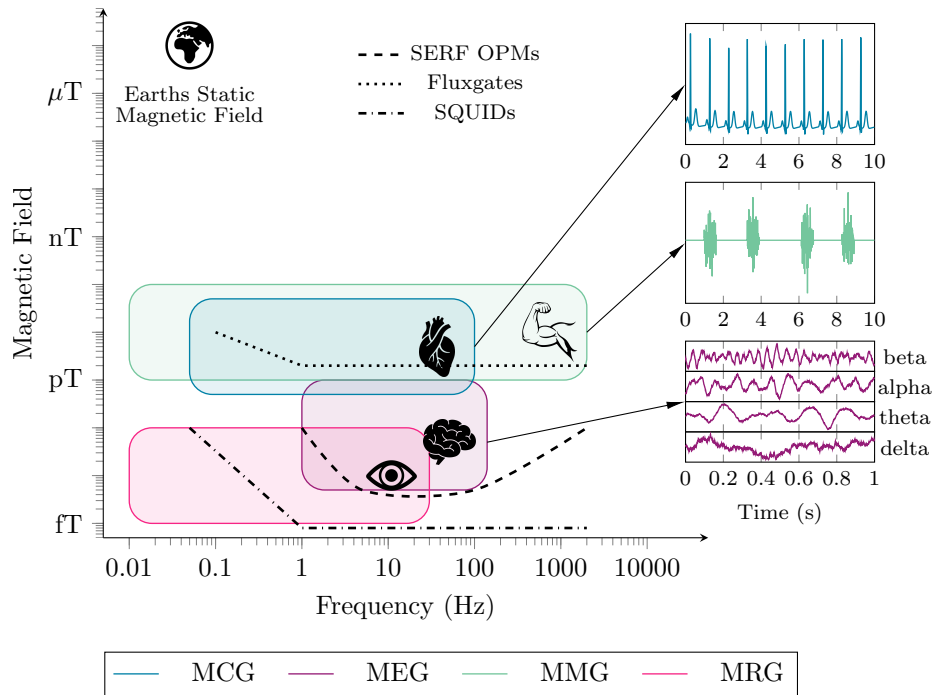 SERF OPMs
Fluxgates
SQUIDs
Earths Static
Magnetic Field
Magnetic Field
μT
nT
pT
fT
0.01 0.1 1 10 100 1000 10000
Frequency (Hz)
0 2 4 6 8 10
0 2 4 6 8 10
beta
alpha
theta
delta
0 0.2 0.4 0.6 0.8 1
Time (s)
MCG MEG MMG MRG